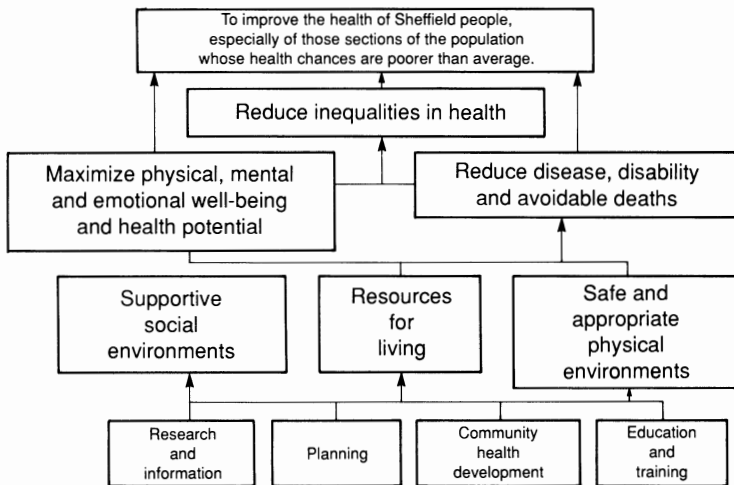 To improve the health of Sheffield people,
especially of those sections of the population
whose health chances are poorer than average.
Reduce inequalities in health
Maximize physical, mental
and emotional well-being
and health potential
Reduce disease, disability
and avoidable deaths
Supportive
social
environments
Resources
for
living
Safe and
appropriate
physical
environments
Research
and
information
Planning
Community
health
development
Education
and
training